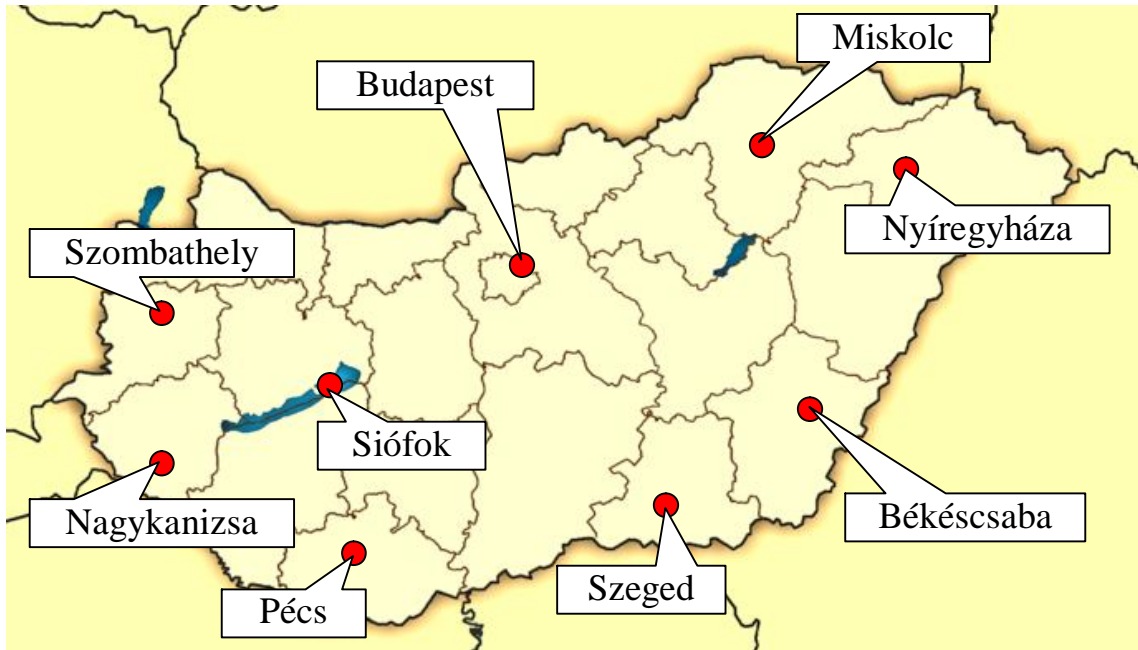 Miskolc
Budapest
Nyíregyháza
Szombathely
Siófok
Nagykanizsa
Békéscsaba
Szeged
Pécs